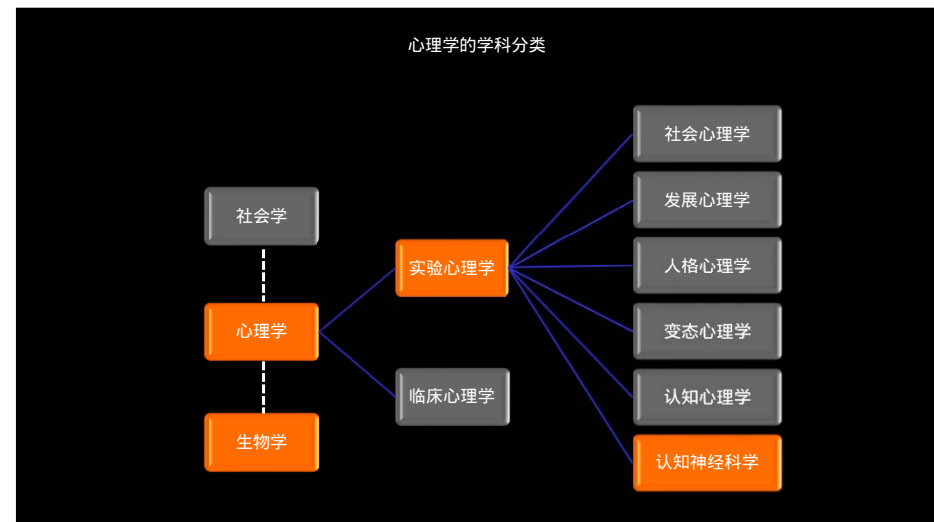 心理学的学科分类
社会心理学
发展心理学
社会学
人格心理学
实验心理学
心理学
变态心理学
临床心理学
认知心理学
生物学
认知神经科学